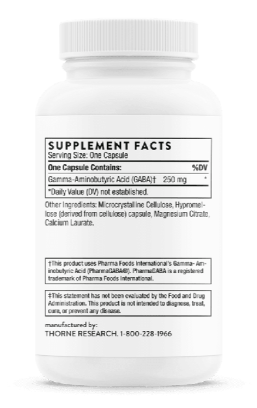 SUPPLEMENT FACTS
Serving Size: One Capsule
One Capsule Contains: %DV
Gamma-Aminobutyric Acid (GABA)† 250 mg *
*Daily Value (DV) not established.
Other Ingredients: Microcrystalline Cellulose, Hypromel-
lose (derived from cellulose) capsule, Magnesium Citrate,
Calcium Laurate.
†This product uses Pharma Foods International's Gamma- Am-
inobutyric Acid (PharmaGABA®). PharmaGABA is a registered
trademark of Pharma Foods International.
‡This statement has not been evaluated by the Food and Drug
Administration. This product is not intended to diagnose, treat,
cure, or prevent any disease.
manufactured by:
THORNE RESEARCH. 1-800-228-1966